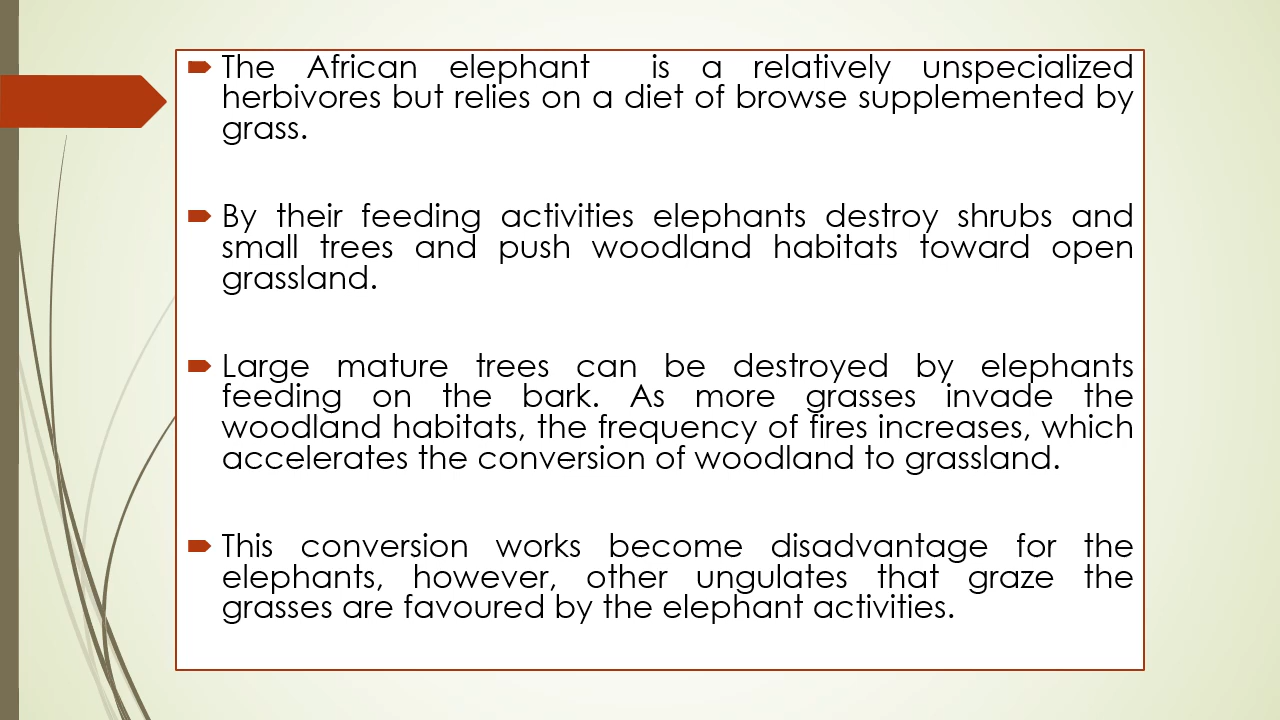 The African elephant is a relatively unspecialized
herbivores but relies on a diet of browse supplemented by
grass.
By their feeding activities elephants destroy shrubs and
small trees and push woodland habitats toward open
grassland.
Large mature trees can be destroyed by elephants
feeding on the bark. As more grasses invade the
woodland habitats, the frequency of fires increases, which
accelerates the conversion of woodland to grassland.
This conversion works become disadvantage for the
elephants, however, other ungulates that graze the
grasses are favoured by the elephant activities.